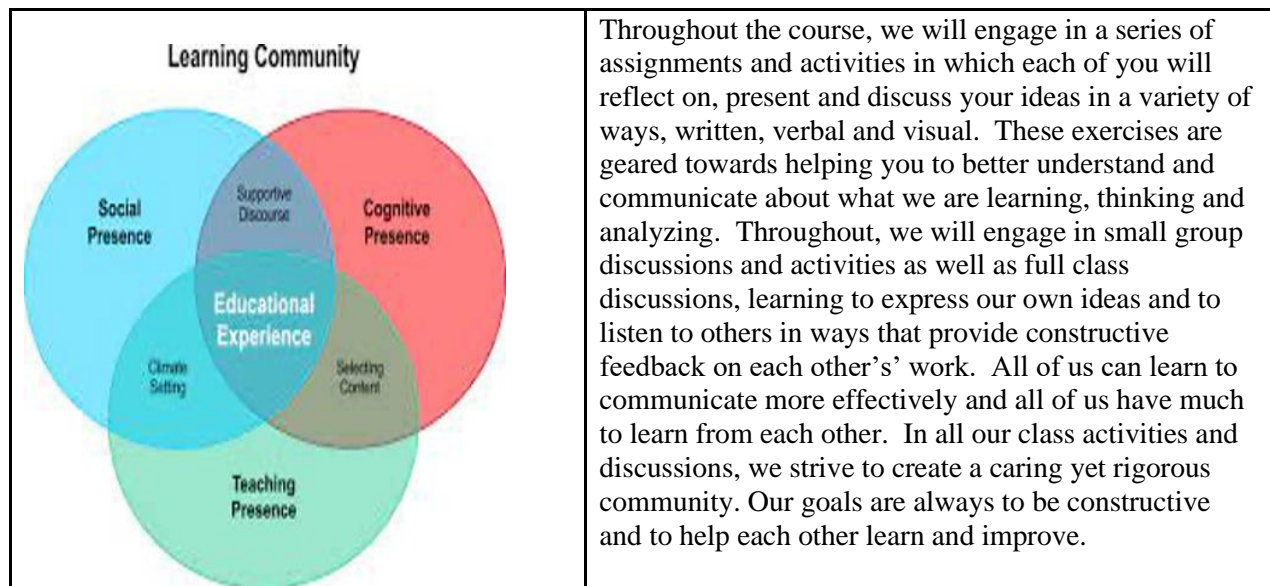 Learning Community
Social
Presence
Supportive
Discourse
Cognitive
Presence
Educational
Experience
Climate
Setting
Selecting
Content
Teaching
Presence
Throughout the course, we will engage in a series of
assignments and activities in which each of you will
reflect on, present and discuss your ideas in a variety of
ways, written, verbal and visual.  These exercises are
geared towards helping you to better understand and
communicate about what we are learning, thinking and
analyzing.  Throughout, we will engage in small group
discussions and activities as well as full class
discussions, learning to express our own ideas and to
listen to others in ways that provide constructive
feedback on each other’s’ work.  All of us can learn to
communicate more effectively and all of us have much
to learn from each other.  In all our class activities and
discussions, we strive to create a caring yet rigorous
community. Our goals are always to be constructive
and to help each other learn and improve.